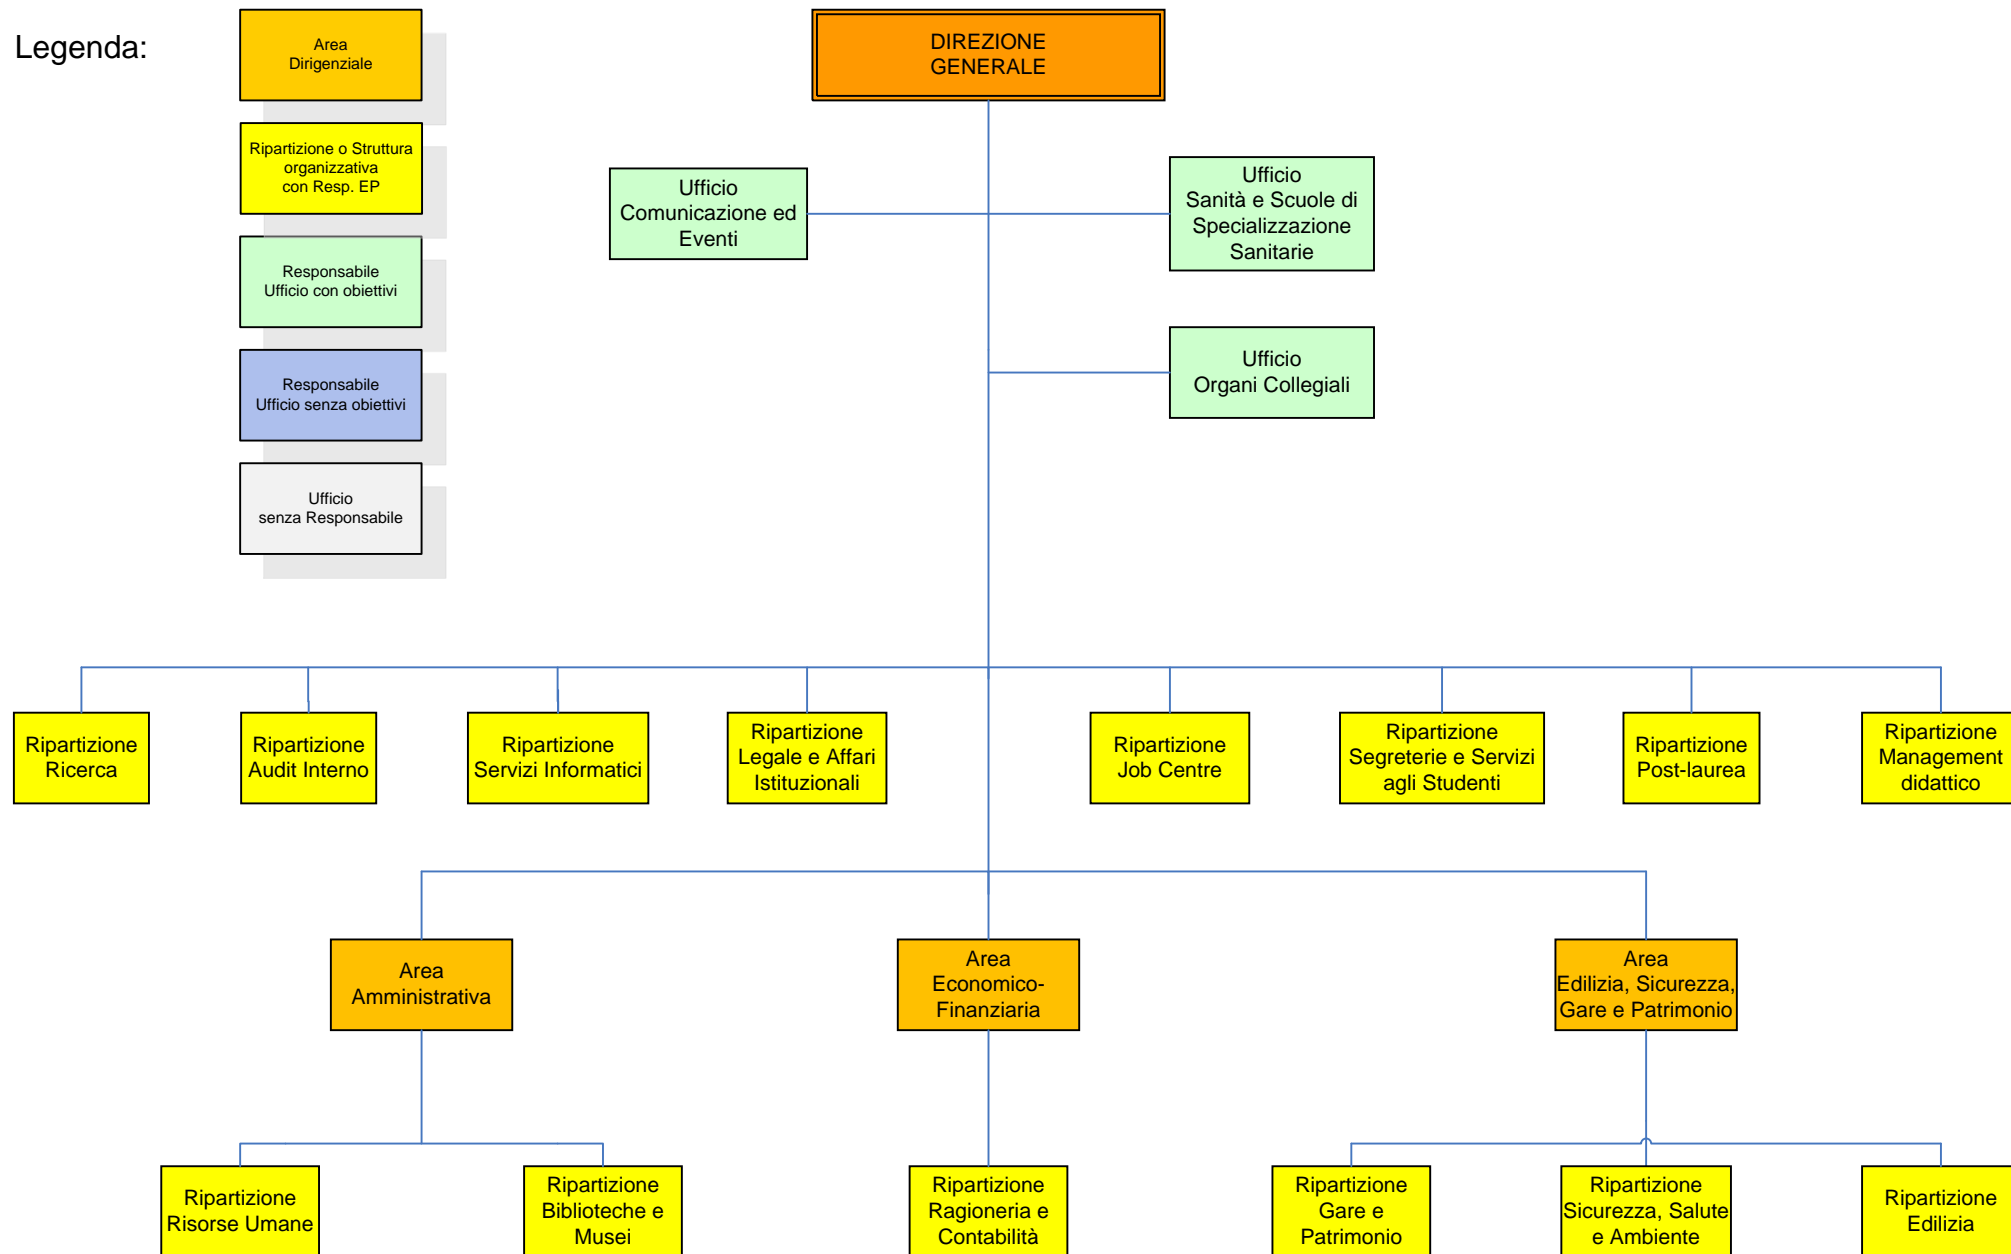 Legenda:
Area
Dirigenziale
Ripartizione o Struttura
organizzativa
con Resp. EP
Responsabile
Ufficio con obiettivi
Responsabile
Ufficio senza obiettivi
Ufficio
senza Responsabile
DIREZIONE
GENERALE
Ufficio
Comunicazione ed
Eventi
Ufficio
Sanità e Scuole di
Specializzazione
Sanitarie
Ufficio
Organi Collegiali
Ripartizione
Ricerca
Ripartizione
Audit Interno
Ripartizione
Servizi Informatici
Ripartizione
Legale e Affari
Istituzionali
Ripartizione
Job Centre
Ripartizione
Segreterie e Servizi
agli Studenti
Ripartizione
Post-laurea
Ripartizione
Management
didattico
Area
Amministrativa
Area
Economico-
Finanziaria
Area
Edilizia, Sicurezza,
Gare e Patrimonio
Ripartizione
Risorse Umane
Ripartizione
Biblioteche e
Musei
Ripartizione
Ragioneria e
Contabilità
Ripartizione
Gare e
Patrimonio
Ripartizione
Sicurezza, Salute
e Ambiente
Ripartizione
Edilizia